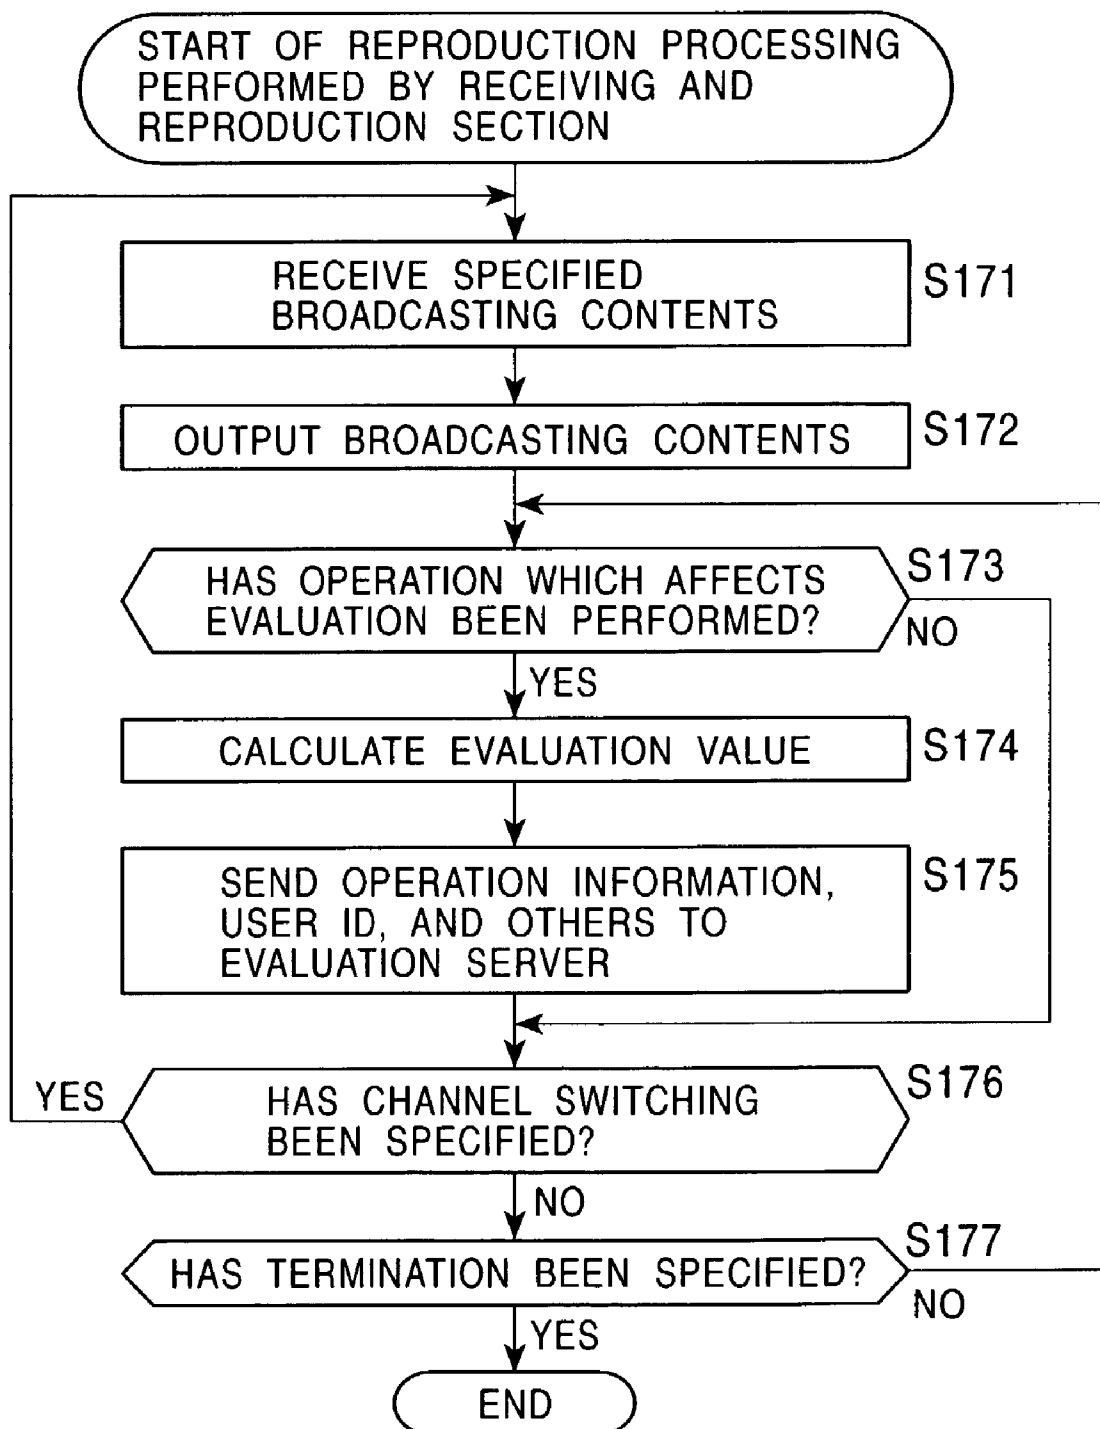 START OF REPRODUCTION PROCESSING
PERFORMED BY RECEIVING AND
REPRODUCTION SECTION
RECEIVE SPECIFIED
BROADCASTING CONTENTS
S171
OUTPUT BROADCASTING CONTENTS
S172
HAS OPERATION WHICH AFFECTS
EVALUATION BEEN PERFORMED?
S173
NO
YES
CALCULATE EVALUATION VALUE
S174
SEND OPERATION INFORMATION,
USER ID, AND OTHERS TO
EVALUATION SERVER
S175
YES
HAS CHANNEL SWITCHING
BEEN SPECIFIED?
S176
NO
HAS TERMINATION BEEN SPECIFIED?
S177
NO
YES
END